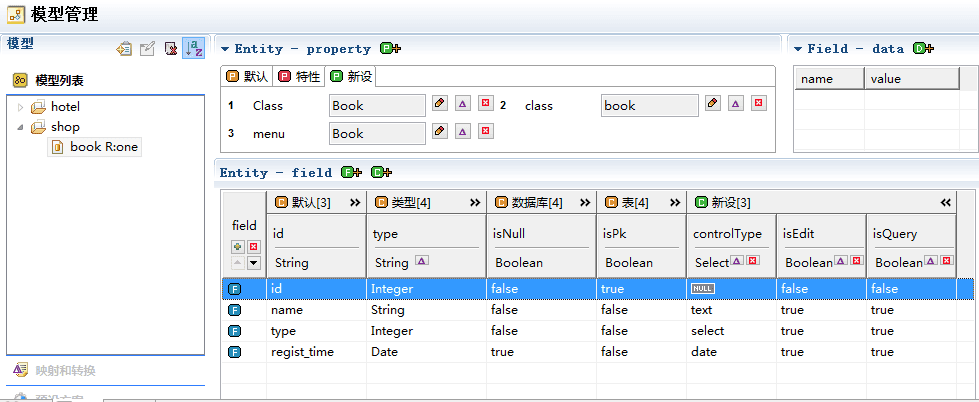 模型管理
模型
模型列表
hotel
shop
book R:one
映射和转换
预设方案
Entity - property
默认 特性 新设
1 Class Book 2 class book
3 menu Book
Field - data
name value
Entity - field
field 默认[3] 类型[4] 数据库[4] 表[4] 新设[3]
id type isNull isPk controlType isEdit isQuery
String String Boolean Boolean Select Boolean Boolean
id Integer false true NULL false false
name String false false text true true
type Integer false false select true true
regist_time Date true false date true true